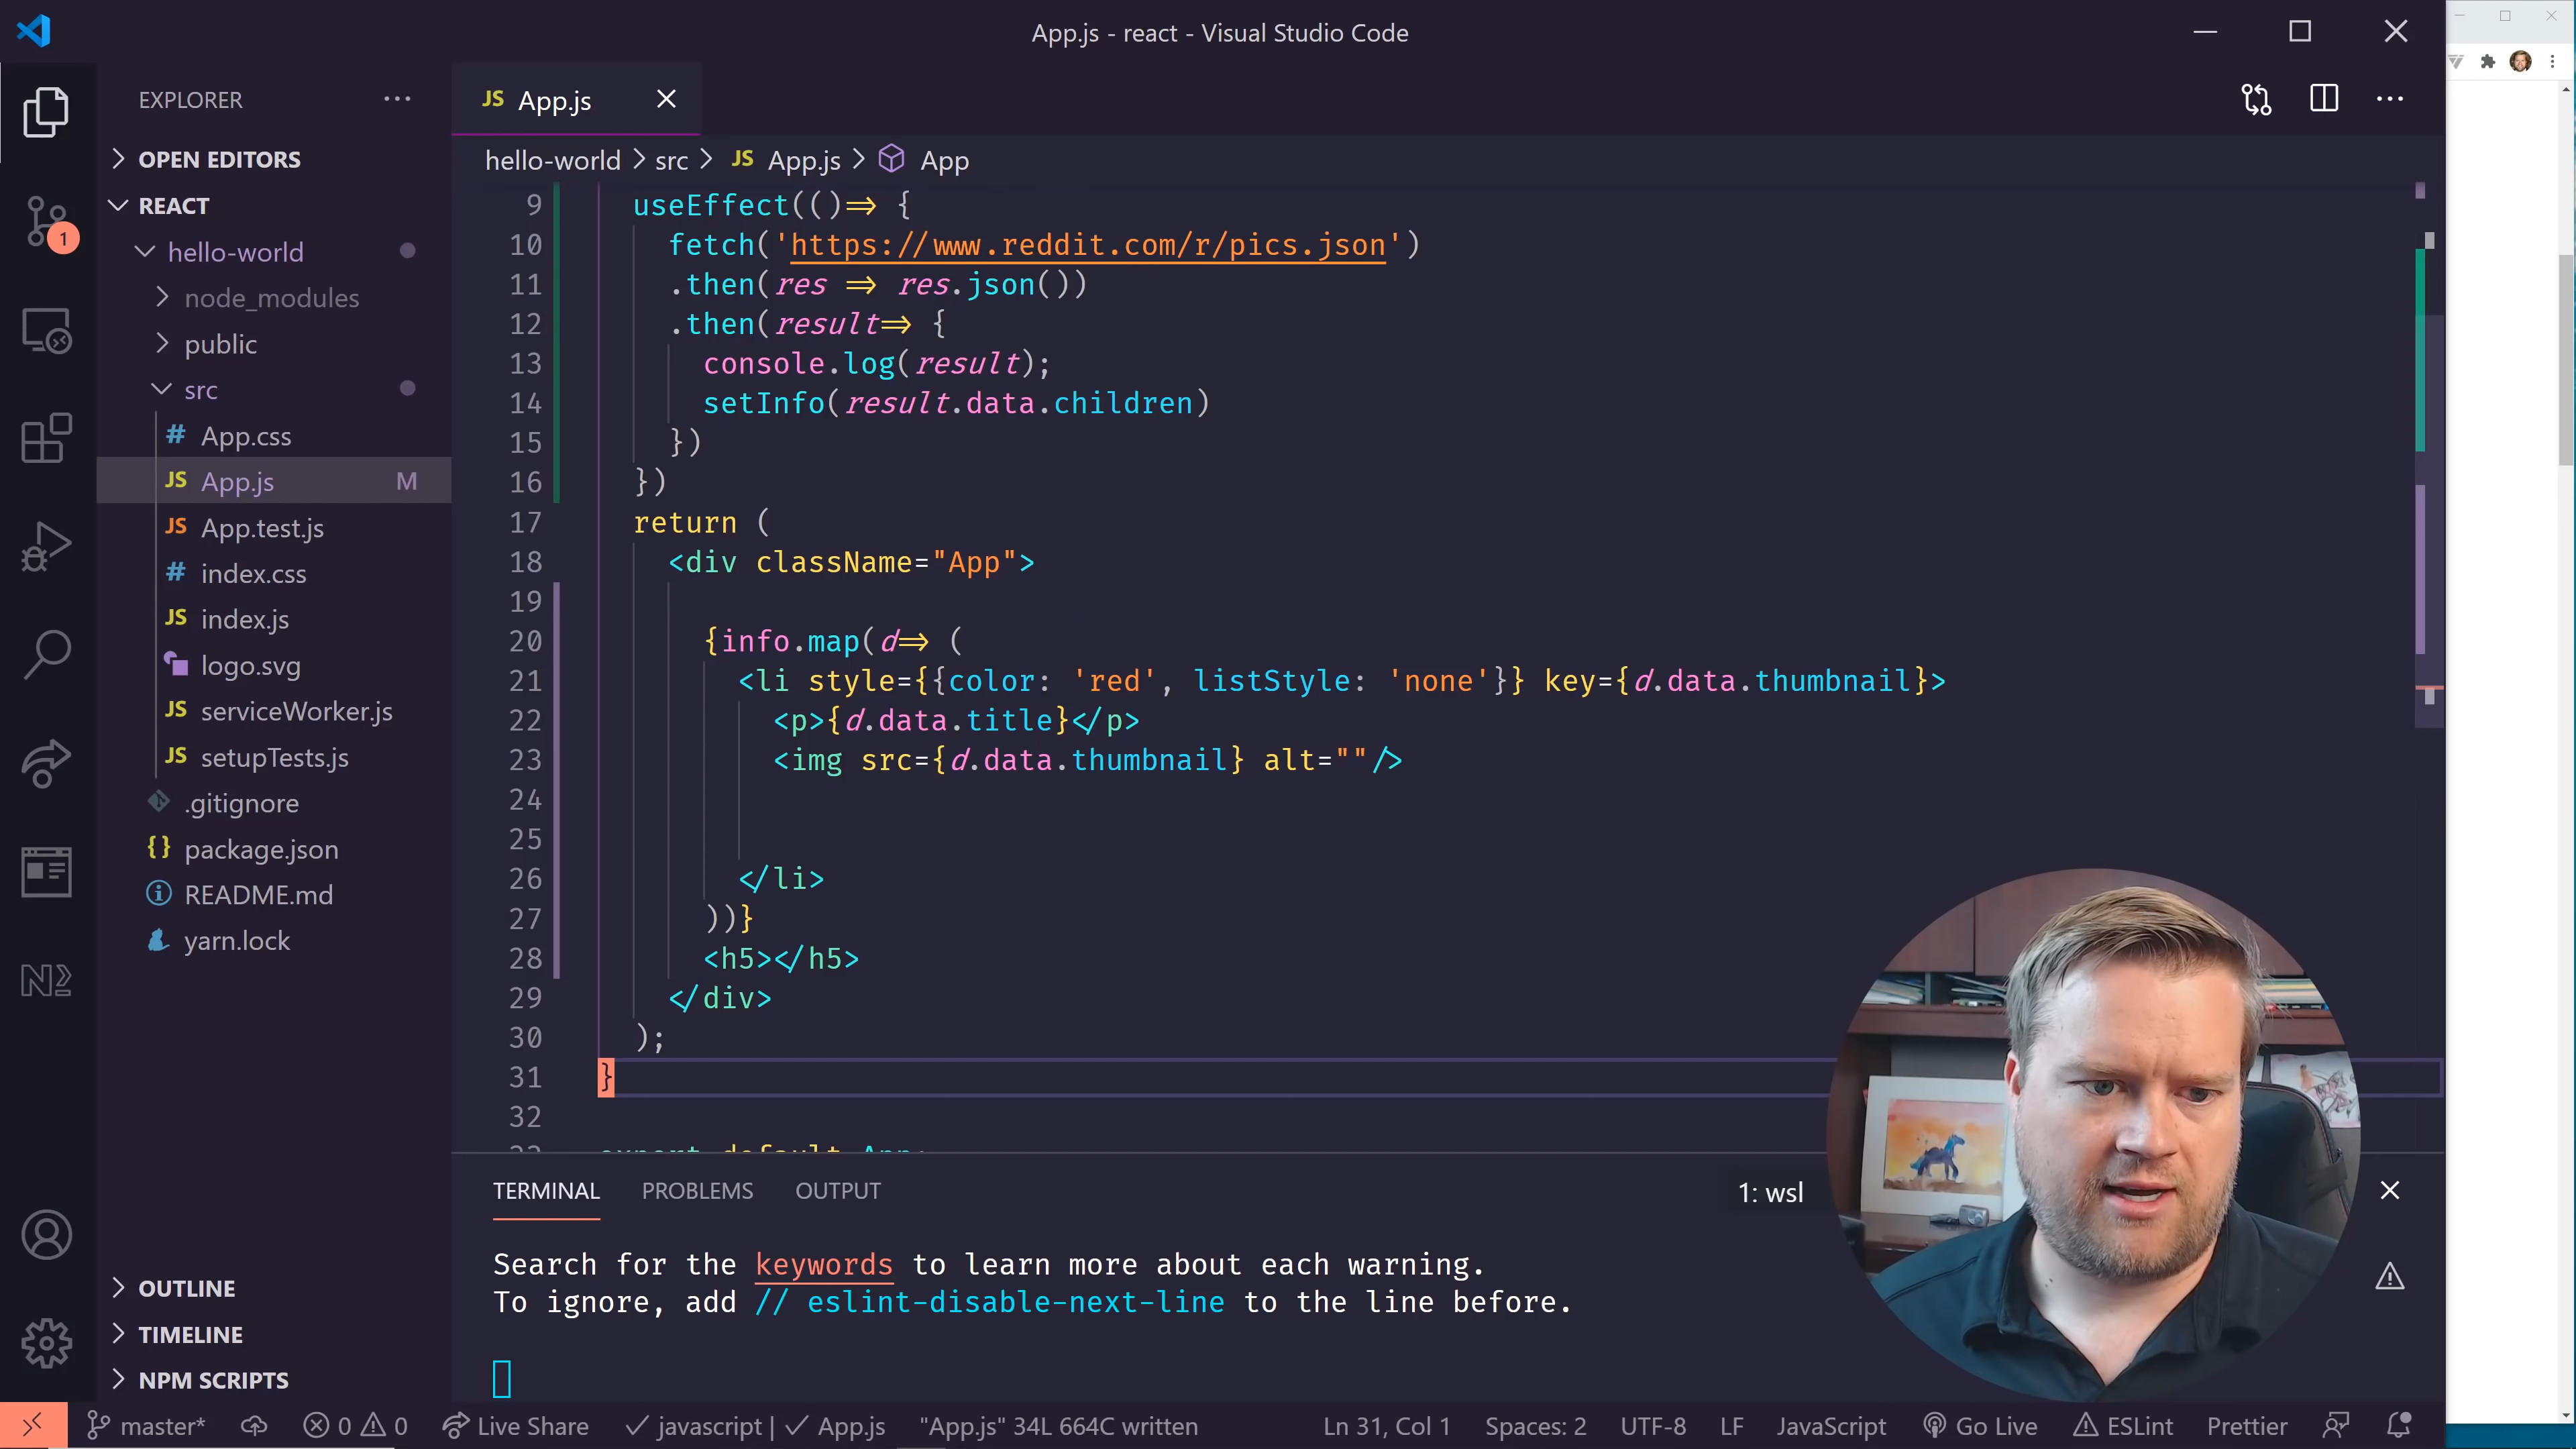 App.js - react - Visual Studio Code
EXPLORER
OPEN EDITORS
REACT
hello-world
node_modules
public
src
App.css
App.js M
App.test.js
index.css
index.js
logo.svg
serviceWorker.js
setupTests.js
.gitignore
package.json
README.md
yarn.lock
OUTLINE
TIMELINE
NPM SCRIPTS
1
JS App.js
hello-world > src > JS App.js > App
9 useEffect(()=> {
10 fetch('https://www.reddit.com/r/pics.json')
11 .then(res => res.json())
12 .then(result=> {
13 console.log(result);
14 setInfo(result.data.children)
15 })
16 })
17 return (
18 <div className="App">
19
20 {info.map(d=> (
21 <li style={{color: 'red', listStyle: 'none'}} key={d.data.thumbnail}>
22 <p>{d.data.title}</p>
23 <img src={d.data.thumbnail} alt=""/>
24
25
26 </li>
27 ))}
28 <h5></h5>
29 </div>
30 );
31 }
32
33 export default App;
TERMINAL PROBLEMS OUTPUT 1: wsl
Search for the keywords to learn more about each warning.
To ignore, add // eslint-disable-next-line to the line before.
master* 0 0 Live Share javascript | App.js "App.js" 34L 664C written Ln 31, Col 1 Spaces: 2 UTF-8 LF JavaScript Go Live ESLint Prettier